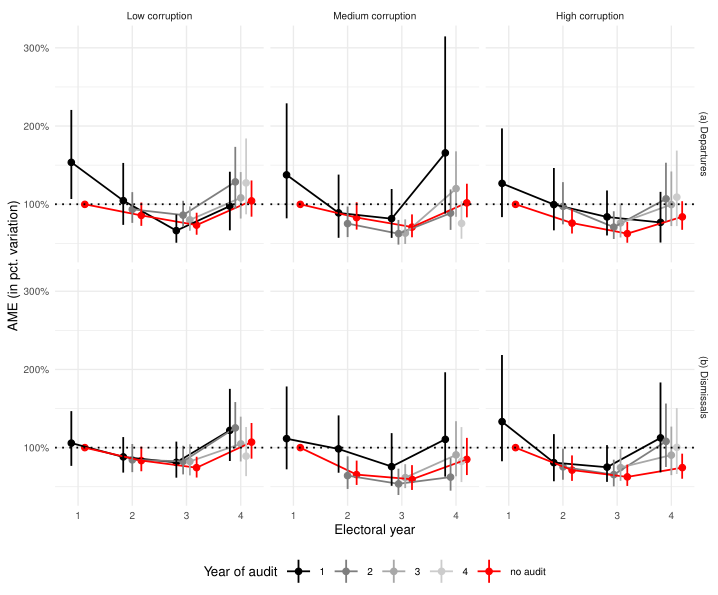 Low corruption Medium corruption High corruption
300%
200%
100%
(a) Departures
300%
200%
100%
(b) Dismissals
AME (in pct. variation)
1 2 3 4 1 2 3 4 1 2 3 4
Electoral year
Year of audit 1 2 3 4 no audit